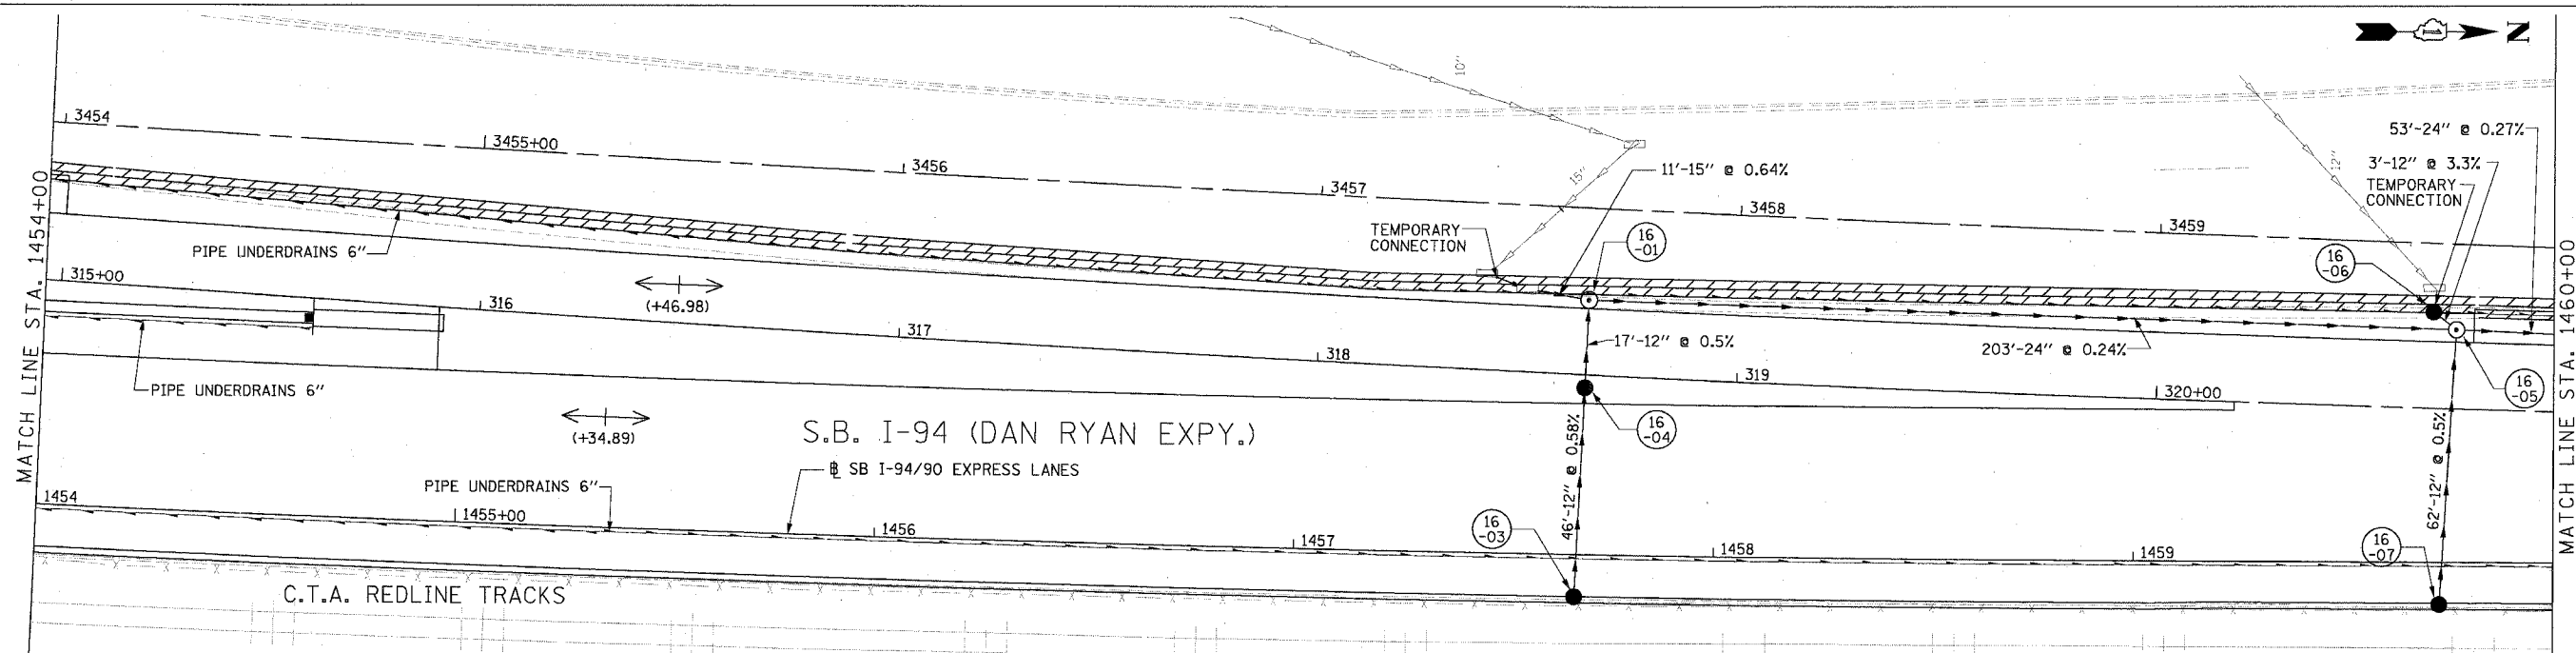 N
10"
53'-24" @ 0.27%
3'-12" @ 3.3%
TEMPORARY
CONNECTION
12"
3454
3455+00
3456
3457
3458
3459
15"
11'-15" @ 0.64%
TEMPORARY
CONNECTION
16
-01
16
-06
MATCH LINE STA. 1454+00
PIPE UNDERDRAINS 6"
315+00
316
317
318
319
320+00
(+46.98)
17'-12" @ 0.5%
203'-24" @ 0.24%
16
-05
MATCH LINE STA. 1460+00
PIPE UNDERDRAINS 6"
(+34.89)
S.B. I-94 (DAN RYAN EXPY.)
16
-04
46'-12" @ 0.58%
62'-12" @ 0.5%
℄ SB I-94/90 EXPRESS LANES
PIPE UNDERDRAINS 6"
1454
1455+00
1456
1457
1458
1459
16
-03
16
-07
C.T.A. REDLINE TRACKS